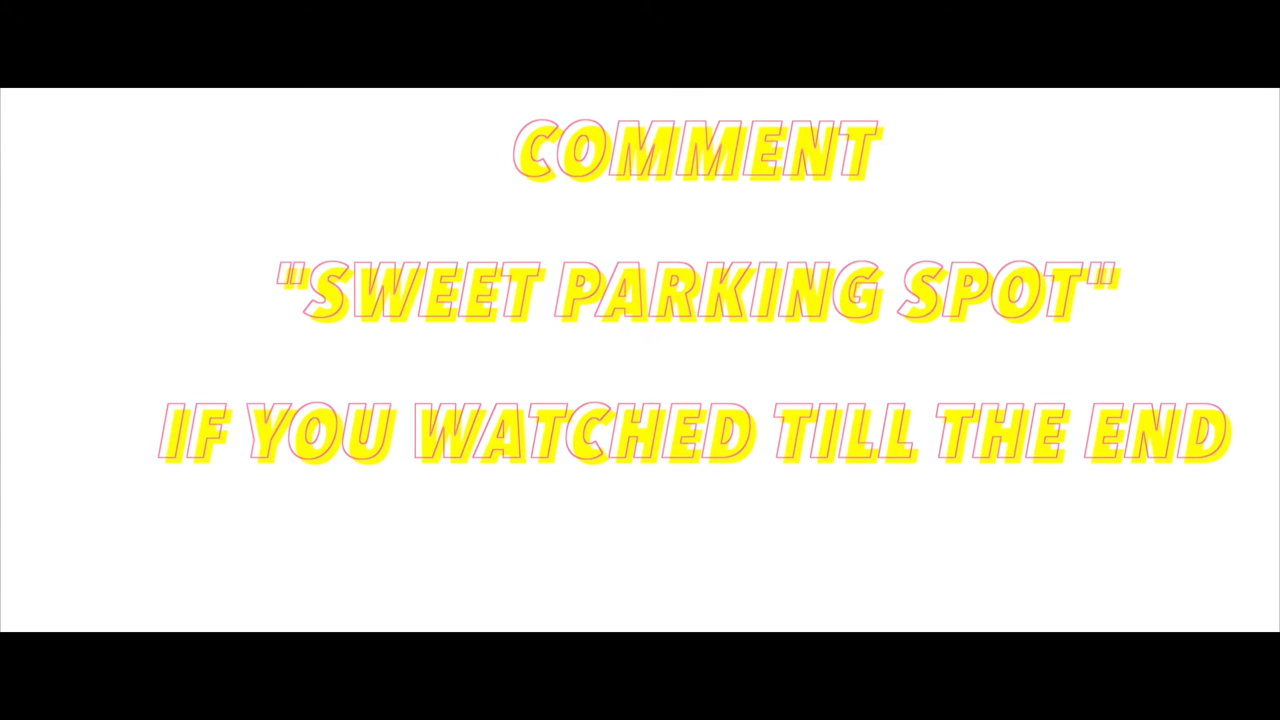 COMMENT
"SWEET PARKING SPOT"
IF YOU WATCHED TILL THE END